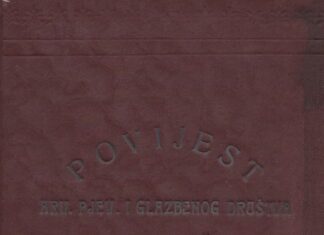 POVIJEST
HRV. PJEV. I GLAZBENOG DRUŠTVA